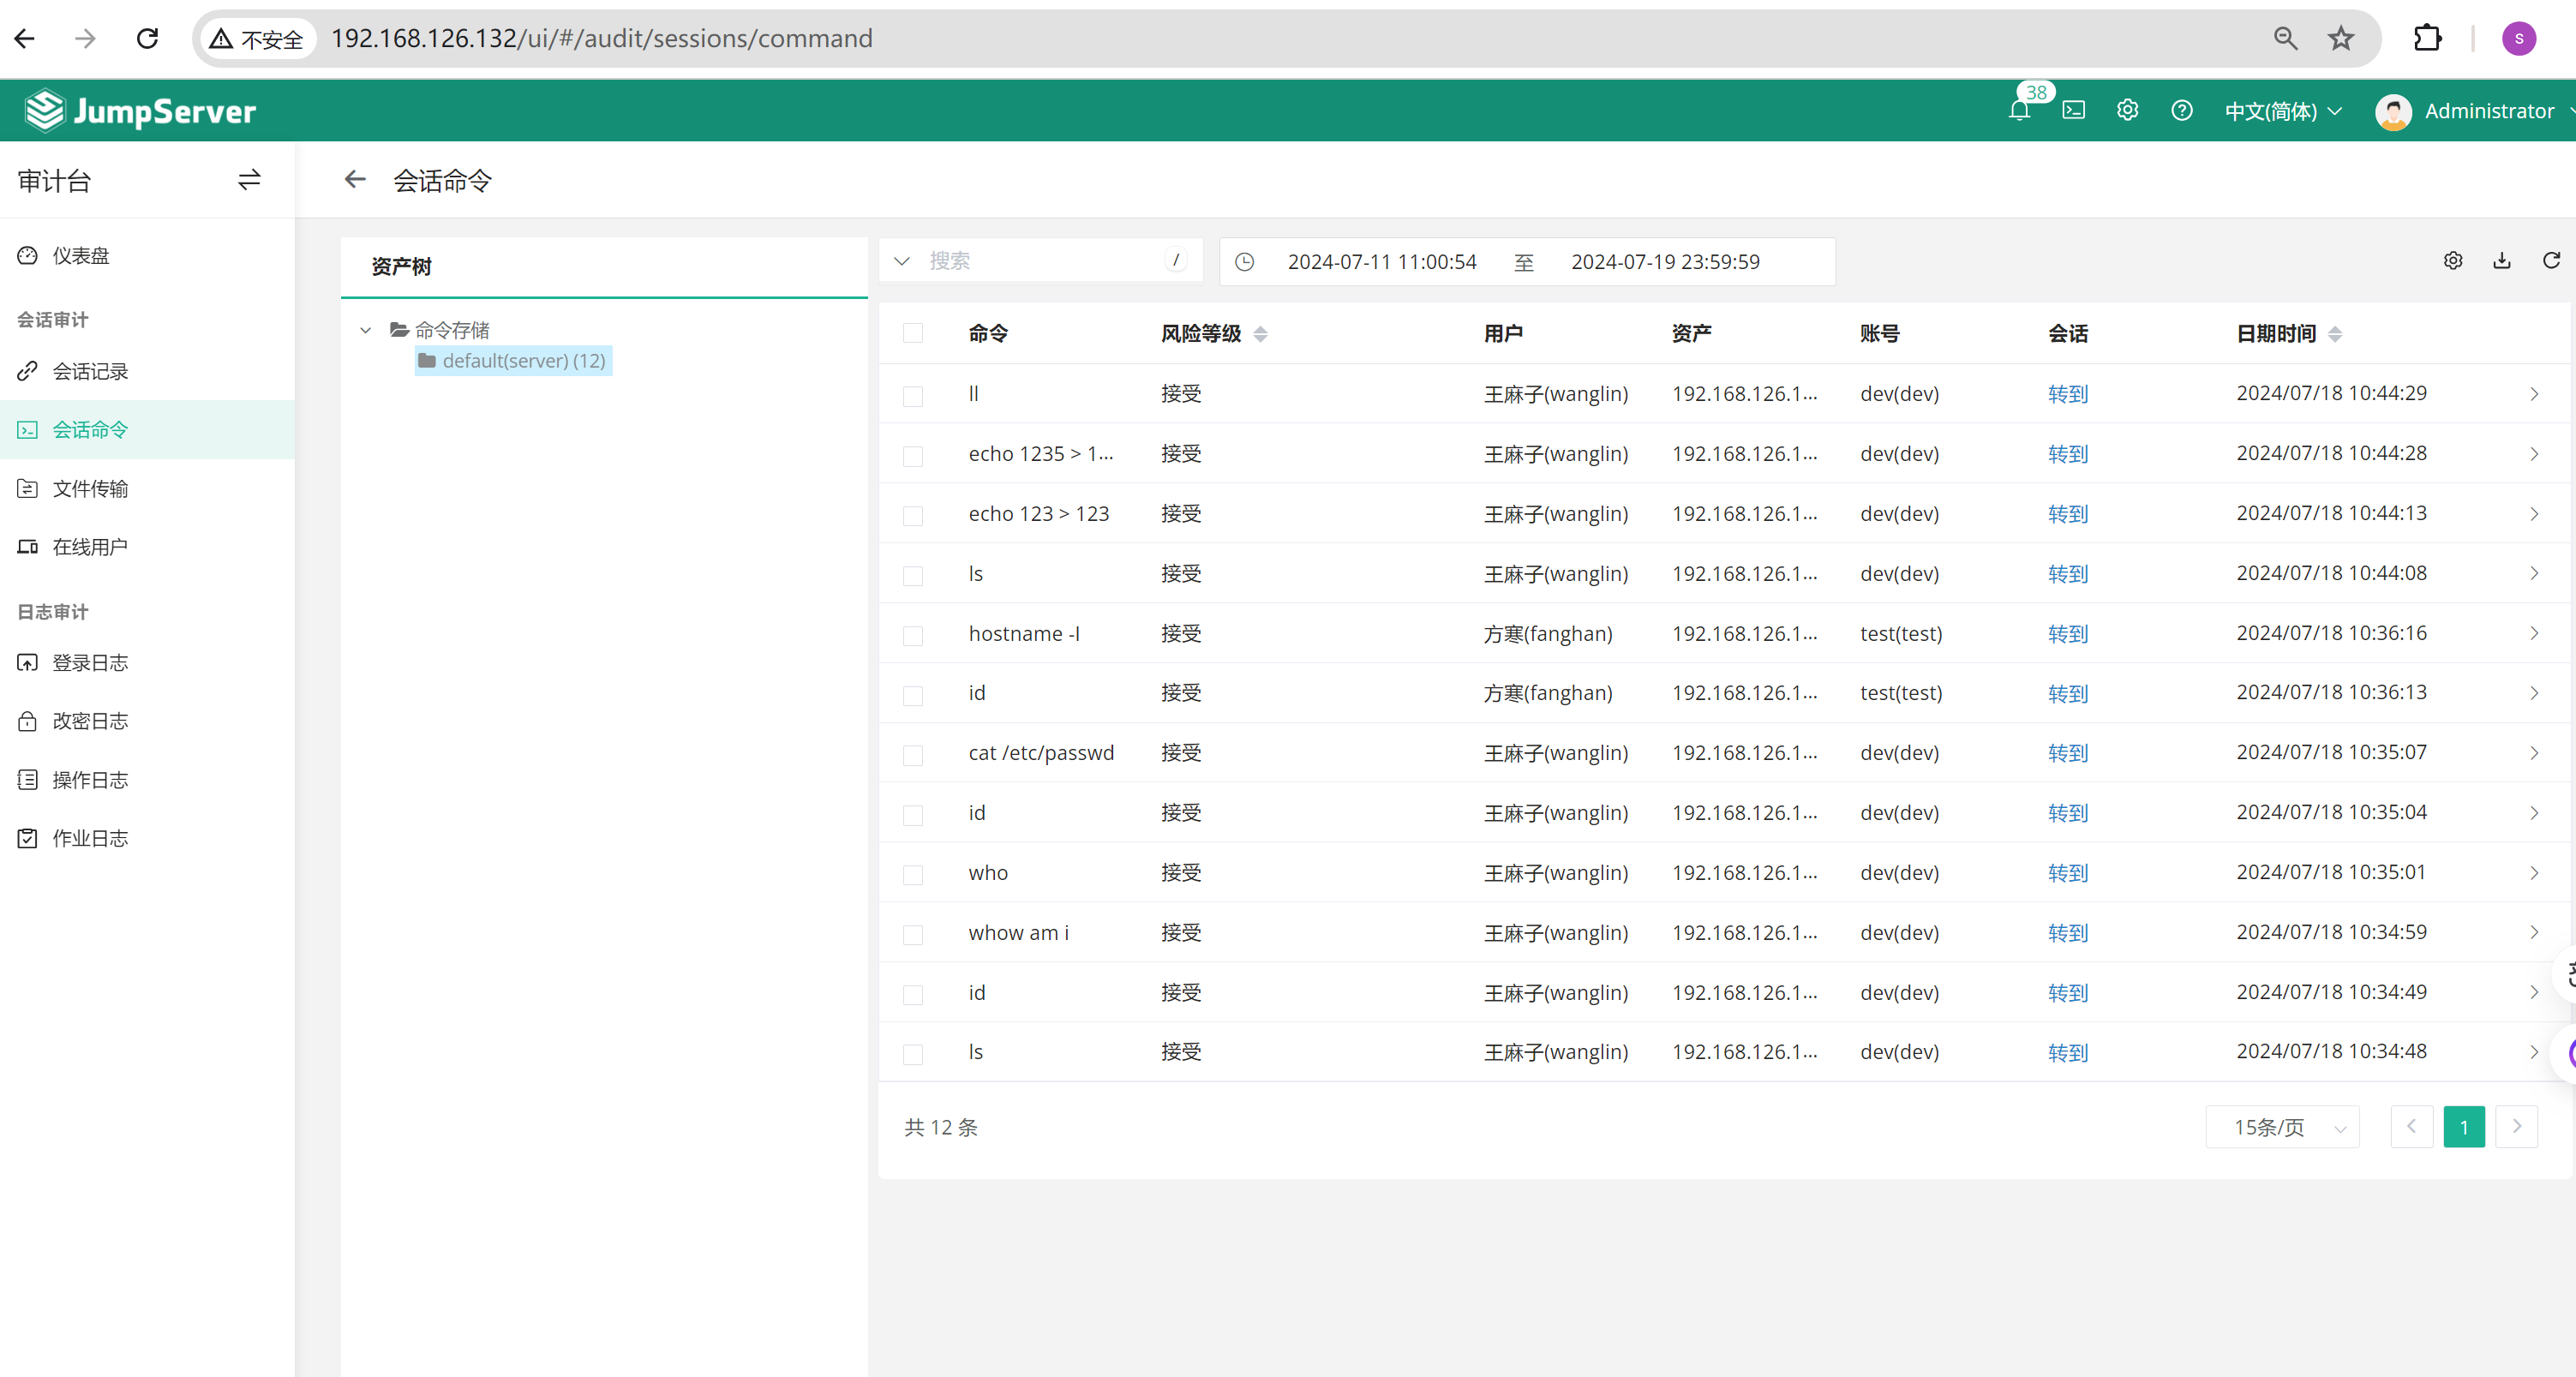 不安全 192.168.126.132/ui/#/audit/sessions/command S
JumpServer 38 中文(简体) Administrator
审计台
仪表盘
会话审计
会话记录
会话命令
文件传输
在线用户
日志审计
登录日志
改密日志
操作日志
作业日志
会话命令
资产树
命令存储
default(server) (12)
搜索 / 2024-07-11 11:00:54 至 2024-07-19 23:59:59
命令 风险等级 用户 资产 账号 会话 日期时间
ll 接受 王麻子(wanglin) 192.168.126.1... dev(dev) 转到 2024/07/18 10:44:29
echo 1235 > 1... 接受 王麻子(wanglin) 192.168.126.1... dev(dev) 转到 2024/07/18 10:44:28
echo 123 > 123 接受 王麻子(wanglin) 192.168.126.1... dev(dev) 转到 2024/07/18 10:44:13
ls 接受 王麻子(wanglin) 192.168.126.1... dev(dev) 转到 2024/07/18 10:44:08
hostname -I 接受 方寒(fanghan) 192.168.126.1... test(test) 转到 2024/07/18 10:36:16
id 接受 方寒(fanghan) 192.168.126.1... test(test) 转到 2024/07/18 10:36:13
cat /etc/passwd 接受 王麻子(wanglin) 192.168.126.1... dev(dev) 转到 2024/07/18 10:35:07
id 接受 王麻子(wanglin) 192.168.126.1... dev(dev) 转到 2024/07/18 10:35:04
who 接受 王麻子(wanglin) 192.168.126.1... dev(dev) 转到 2024/07/18 10:35:01
whow am i 接受 王麻子(wanglin) 192.168.126.1... dev(dev) 转到 2024/07/18 10:34:59
id 接受 王麻子(wanglin) 192.168.126.1... dev(dev) 转到 2024/07/18 10:34:49
ls 接受 王麻子(wanglin) 192.168.126.1... dev(dev) 转到 2024/07/18 10:34:48
共 12 条 15条/页 1